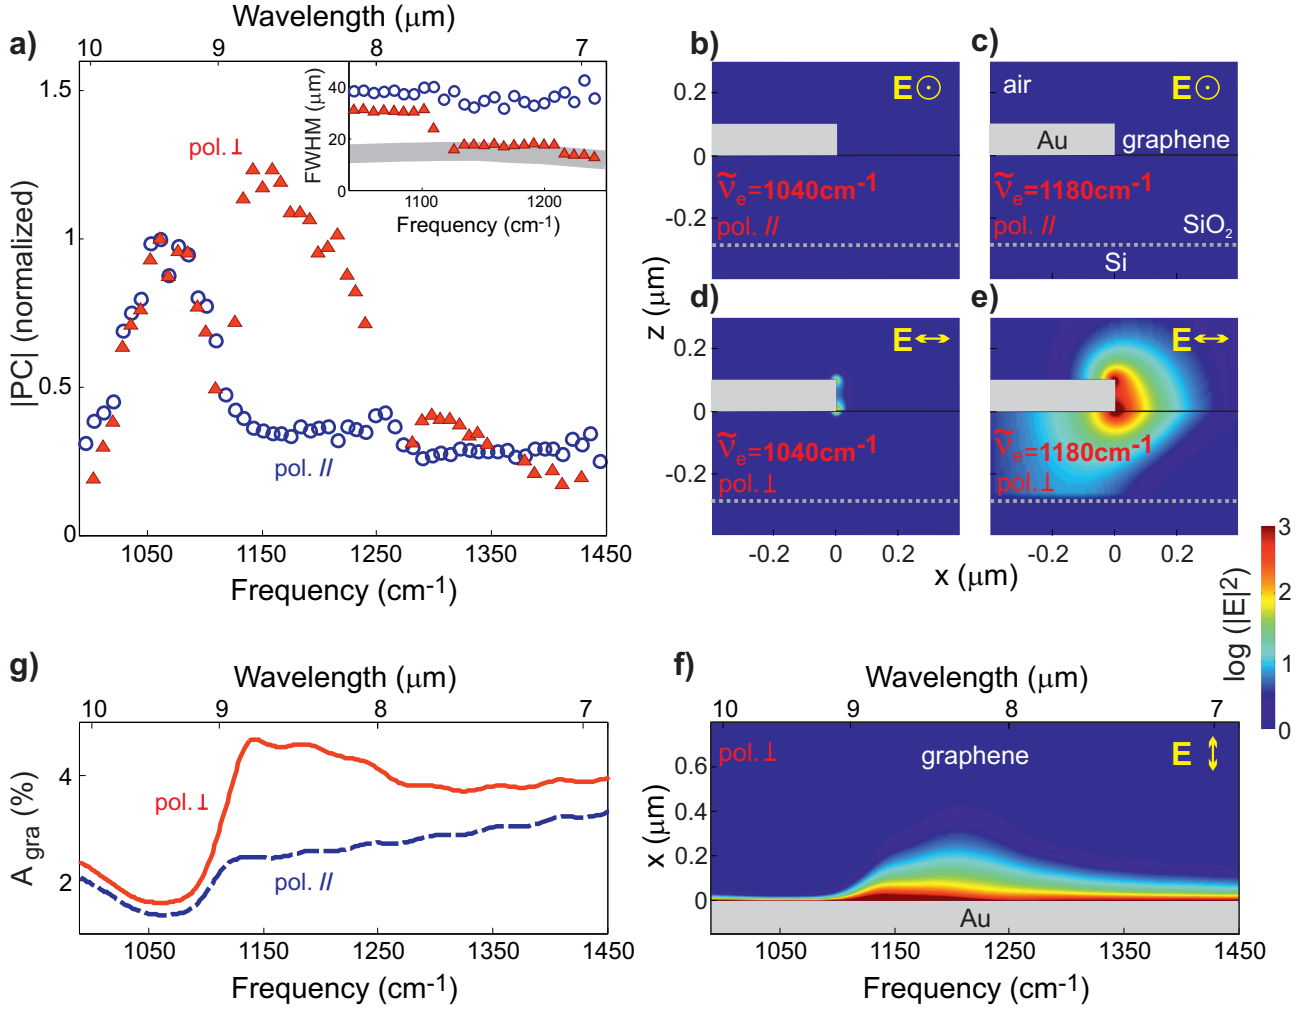 a)
Wavelength (μm)
10 9 8 7
|PC| (normalized)
1.5
1
0.5
0
pol.⊥
pol. //
1050 1150 1250 1350 1450
Frequency (cm-1)
FWHM (μm)
40
20
0
1100 1200
Frequency (cm-1)
b)
E
ṽe=1040cm-1
pol. //
0.2
0
-0.2
c)
air
E
Au
graphene
ṽe=1180cm-1
pol. //
SiO2
Si
z (μm)
d)
E
ṽe=1040cm-1
pol.⊥
0.2
0
-0.2
-0.2 0 0.2
e)
E
ṽe=1180cm-1
pol.⊥
-0.2 0 0.2
x (μm)
log (|E|2)
3
2
1
0
g)
Wavelength (μm)
10 9 8 7
A gra (%)
4
2
pol.⊥
pol. //
1050 1150 1250 1350 1450
Frequency (cm-1)
f)
Wavelength (μm)
10 9 8 7
pol.⊥
graphene
E
x (μm)
0.6
0.4
0.2
0
Au
1050 1150 1250 1350 1450
Frequency (cm-1)